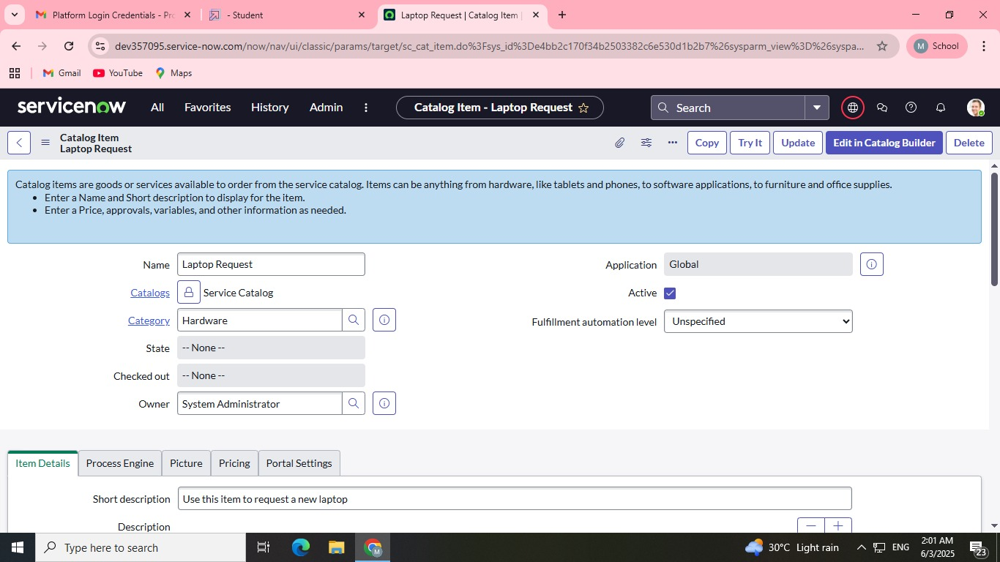 Platform Login Credentials - Pro
- Student
Laptop Request | Catalog Item |
dev357095.service-now.com/now/nav/ui/classic/params/target/sc_cat_item.do%3Fsys_id%3De4bb2c170f34b2503382c6e530d1b2b7%26sysparm_view%3D%26syspa...
M School
Gmail YouTube Maps
servicenow All Favorites History Admin Catalog Item - Laptop Request Search
Catalog Item
Laptop Request
Copy Try It Update Edit in Catalog Builder Delete
Catalog items are goods or services available to order from the service catalog. Items can be anything from hardware, like tablets and phones, to software applications, to furniture and office supplies.
• Enter a Name and Short description to display for the item.
• Enter a Price, approvals, variables, and other information as needed.
Name Laptop Request Application Global
Catalogs Service Catalog Active
Category Hardware Fulfillment automation level Unspecified
State -- None --
Checked out -- None --
Owner System Administrator
Item Details Process Engine Picture Pricing Portal Settings
Short description Use this item to request a new laptop
Description
Type here to search M 30°C Light rain ENG 2:01 AM
6/3/2025 23